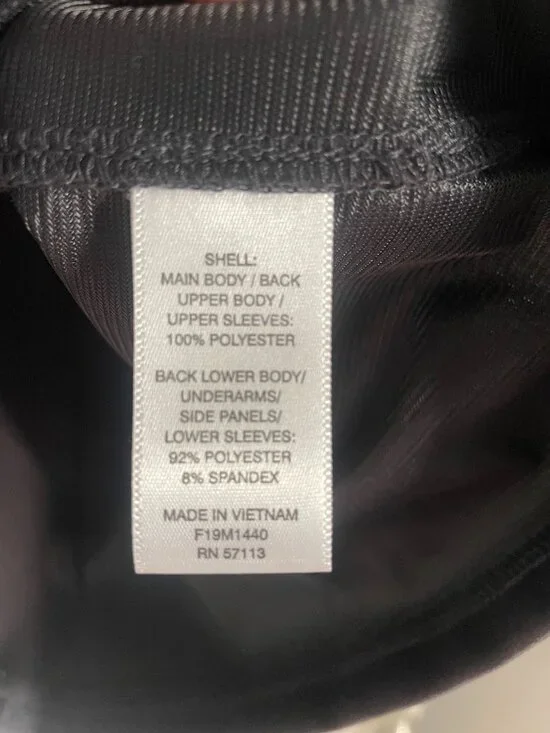 SHELL:
MAIN BODY / BACK
UPPER BODY /
UPPER SLEEVES:
100% POLYESTER
BACK LOWER BODY/
UNDERARMS/
SIDE PANELS/
LOWER SLEEVES:
92% POLYESTER
8% SPANDEX
MADE IN VIETNAM
F19M1440
RN 57113